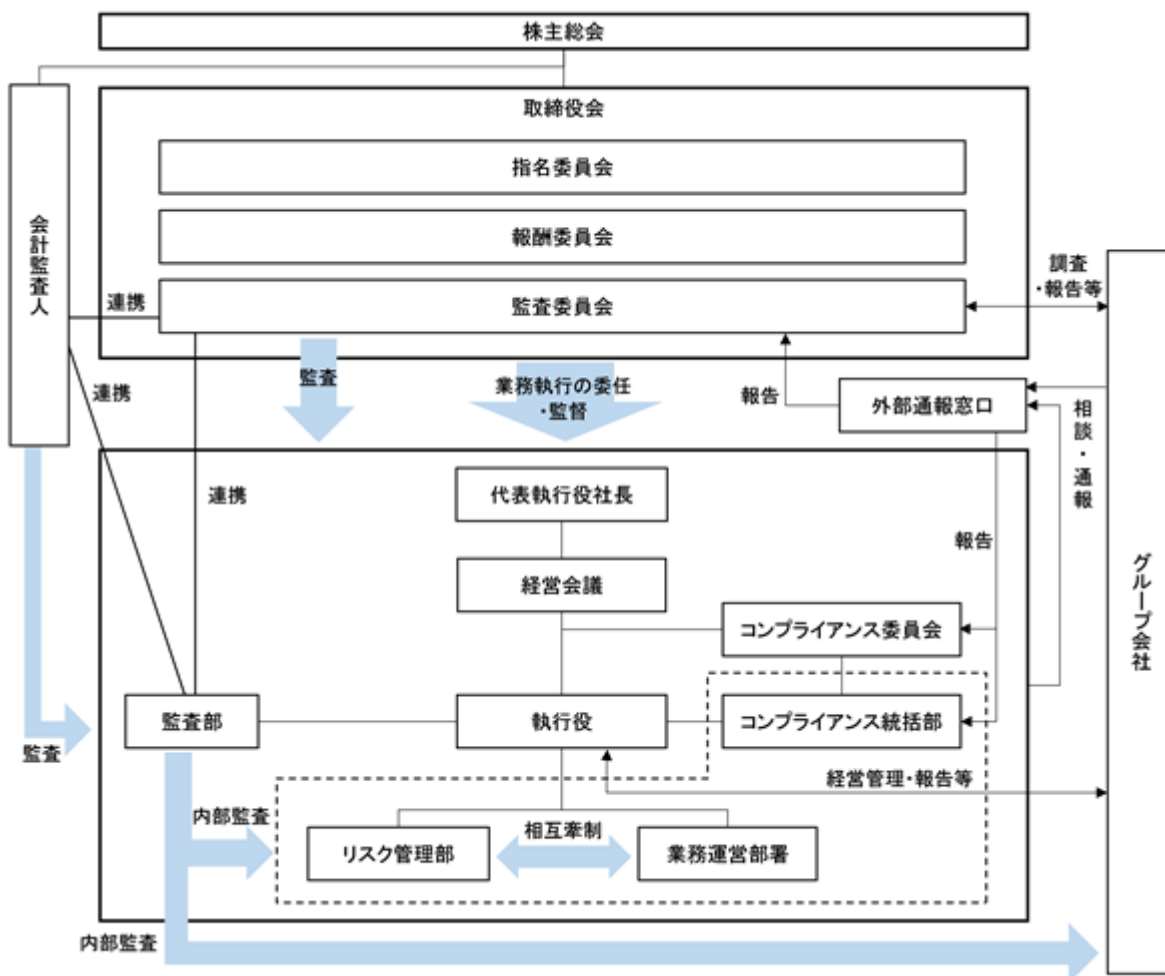 株主総会
取締役会
指名委員会
報酬委員会
監査委員会
会計監査人
連携
連携
連携
監査
業務執行の委任
・監督
報告
外部通報窓口
調査
・報告等
相談・通報
グループ会社
代表執行役社長
報告
経営会議
コンプライアンス委員会
監査部
執行役
コンプライアンス統括部
監査
経営管理・報告等
内部監査
相互牽制
リスク管理部
業務運営部署
内部監査